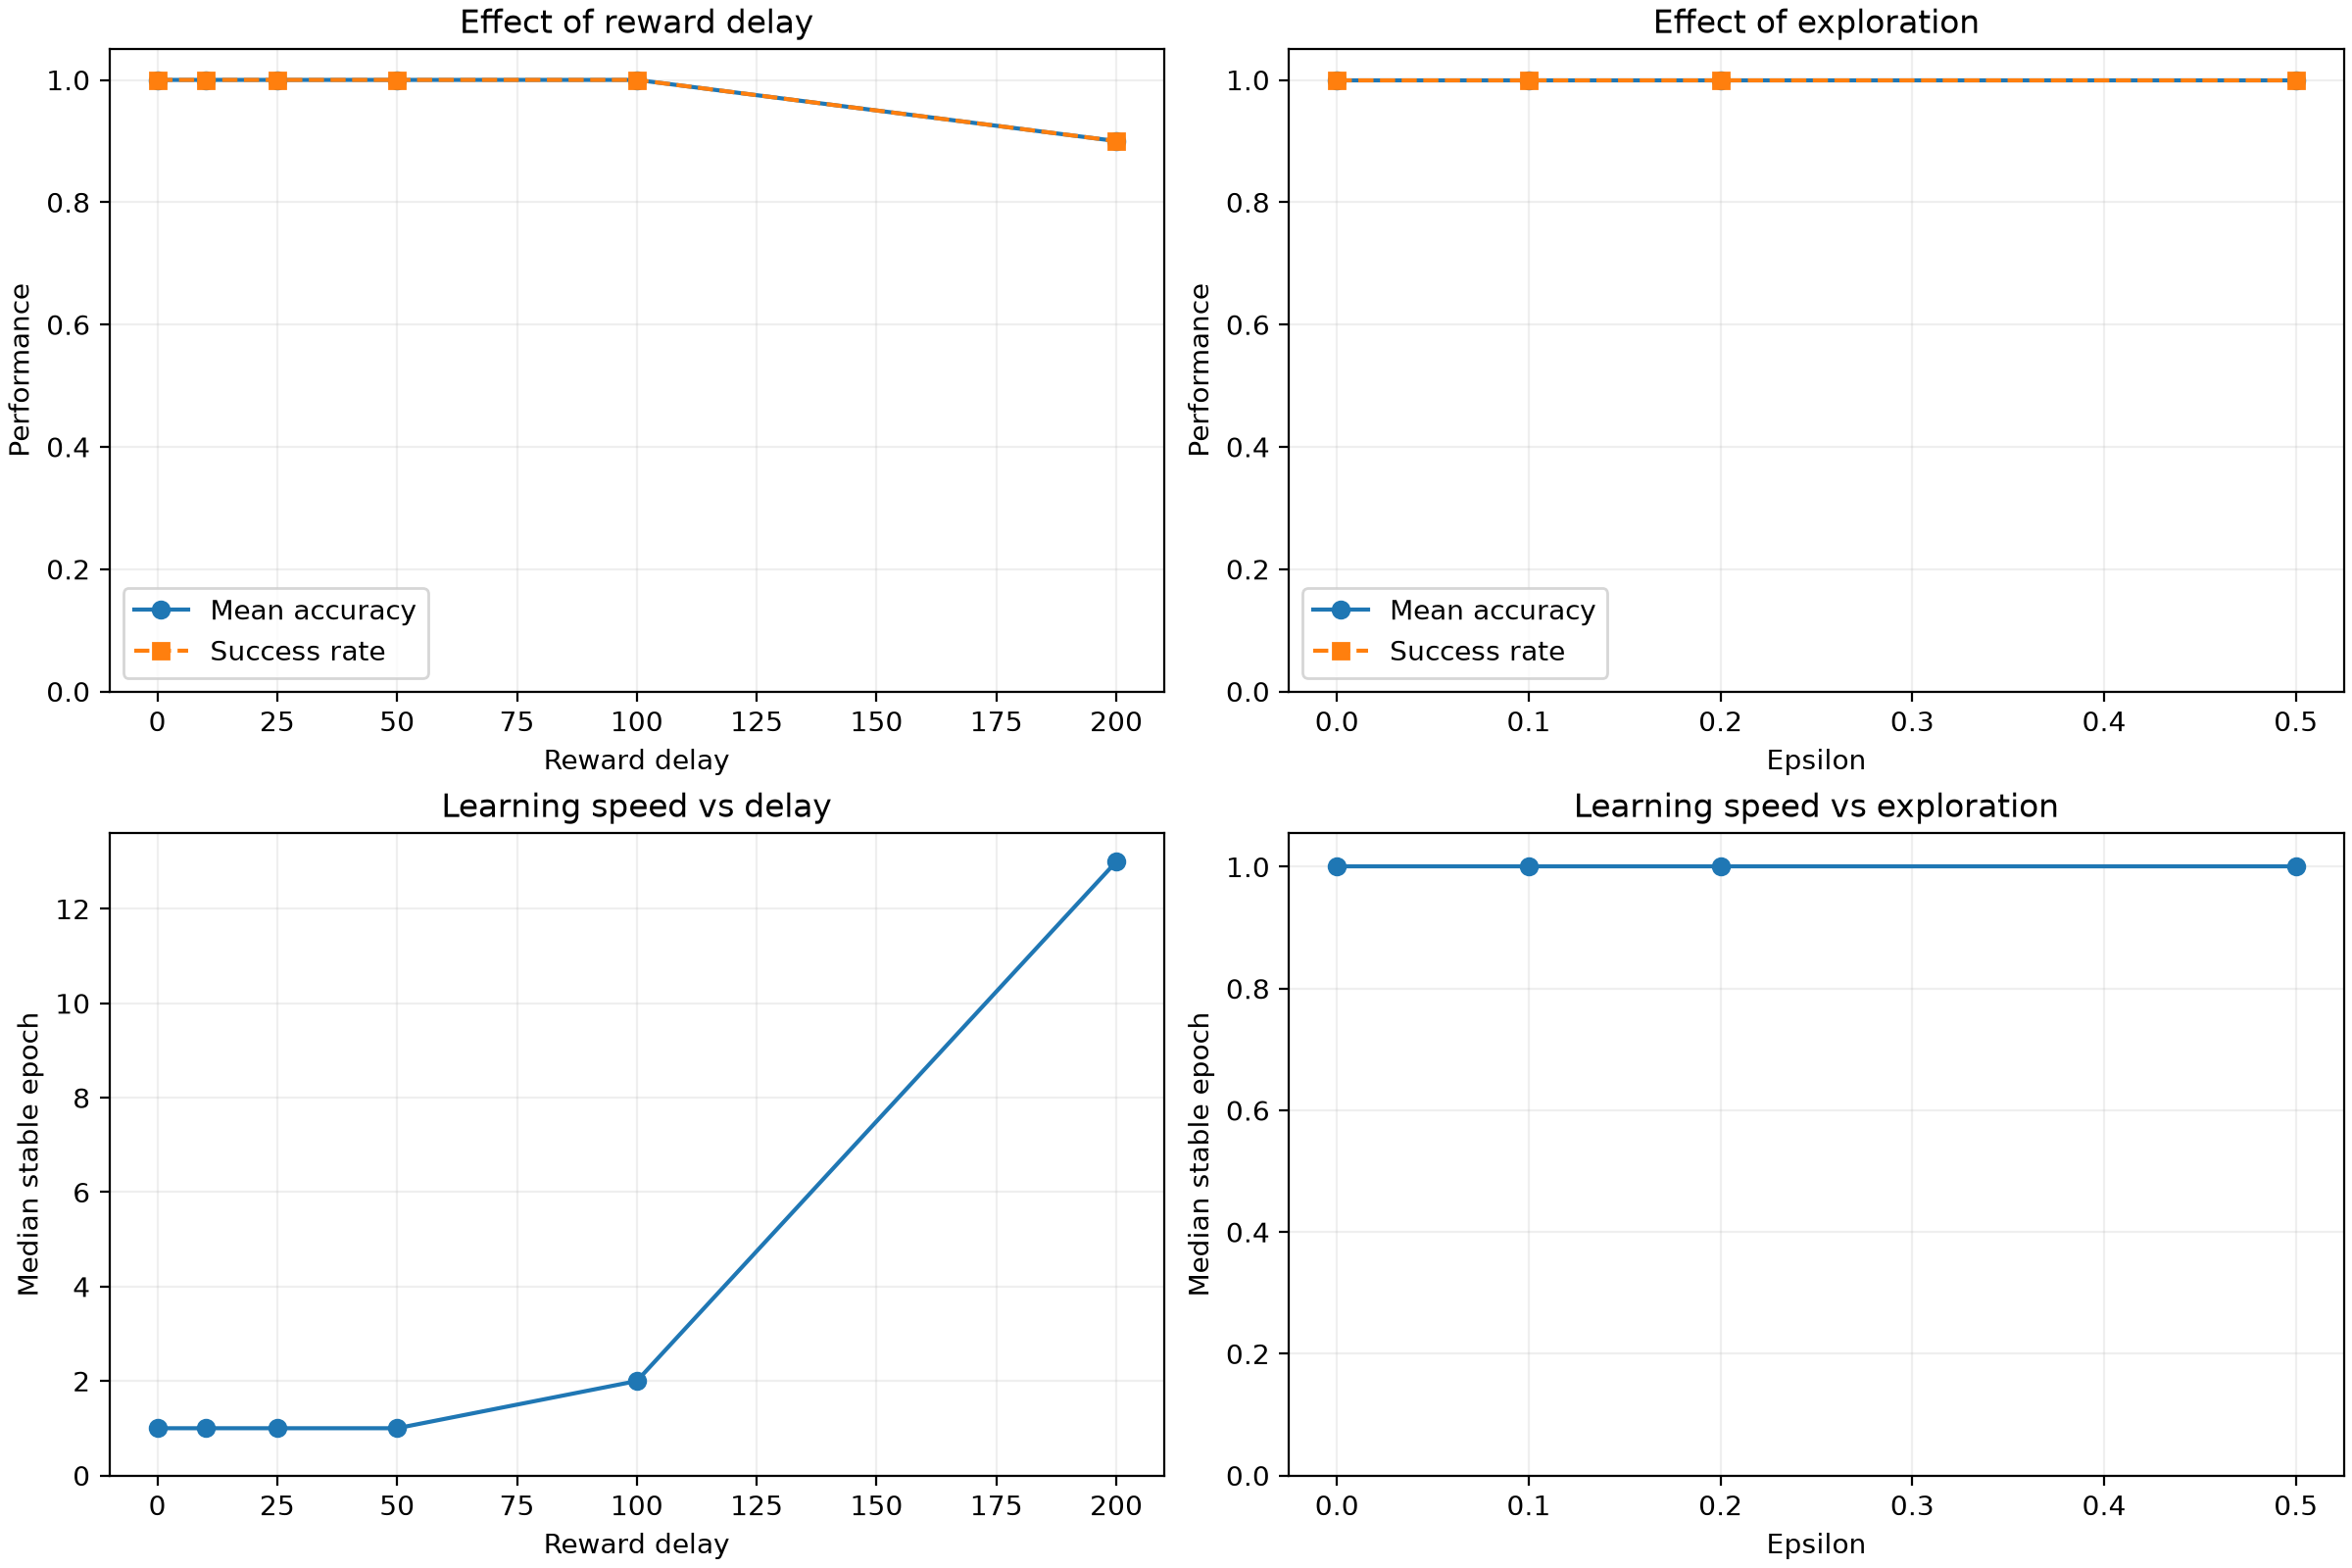 Effect of reward delay
1.0
0.8
0.6
0.4
0.2
0.0
Performance
Mean accuracy
Success rate
0 25 50 75 100 125 150 175 200
Reward delay
Effect of exploration
1.0
0.8
0.6
0.4
0.2
0.0
Performance
Mean accuracy
Success rate
0.0 0.1 0.2 0.3 0.4 0.5
Epsilon
Learning speed vs delay
12
10
8
6
4
2
0
Median stable epoch
0 25 50 75 100 125 150 175 200
Reward delay
Learning speed vs exploration
1.0
0.8
0.6
0.4
0.2
0.0
Median stable epoch
0.0 0.1 0.2 0.3 0.4 0.5
Epsilon